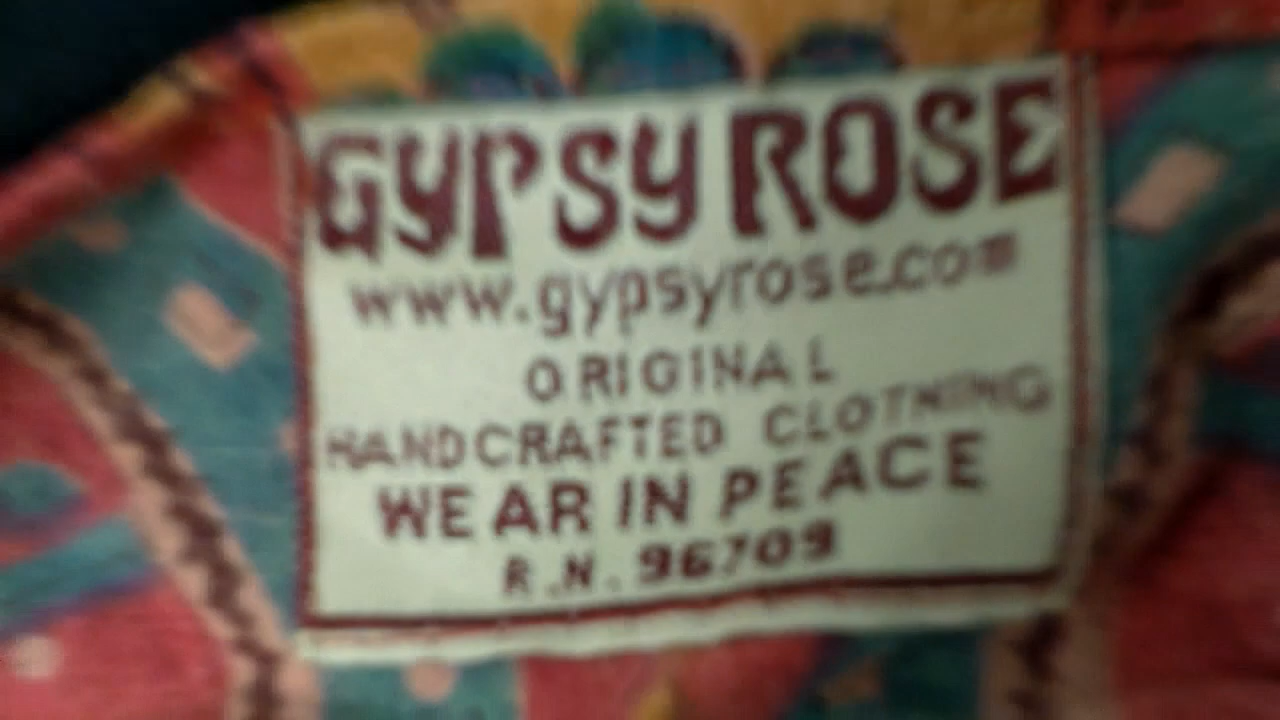 GYPSY ROSE
www.gypsyrose.com
ORIGINAL
HANDCRAFTED CLOTHING
WEAR IN PEACE
R.N. 96709